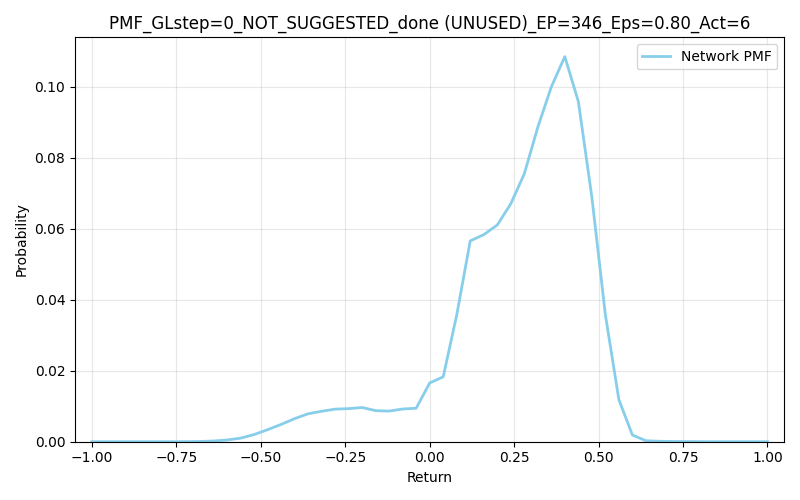 PMF_GLstep=0_NOT_SUGGESTED_done (UNUSED)_EP=346_Eps=0.80_Act=6
Network PMF
Probability
0.10
0.08
0.06
0.04
0.02
0.00
−1.00 −0.75 −0.50 −0.25 0.00 0.25 0.50 0.75 1.00
Return